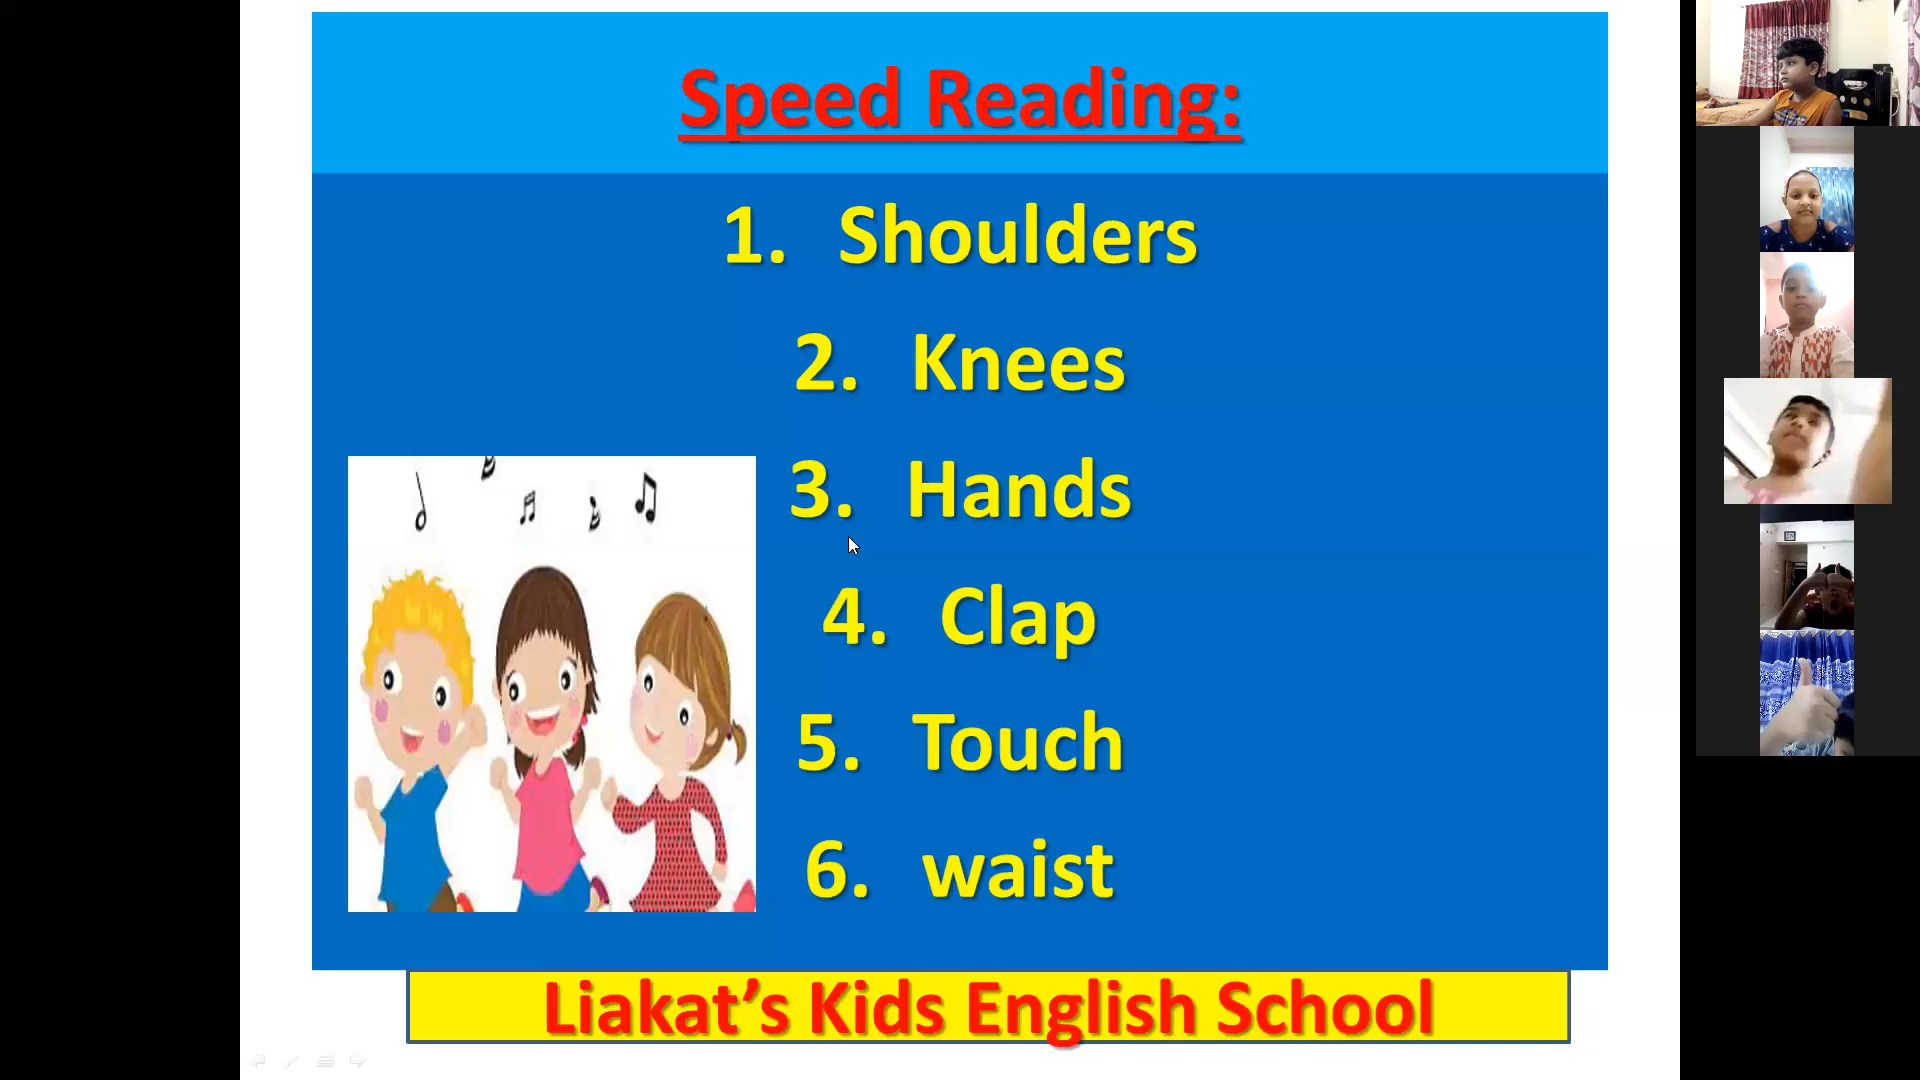 Speed Reading:
1. Shoulders
2. Knees
3. Hands
4. Clap
5. Touch
6. waist
Liakat’s Kids English School